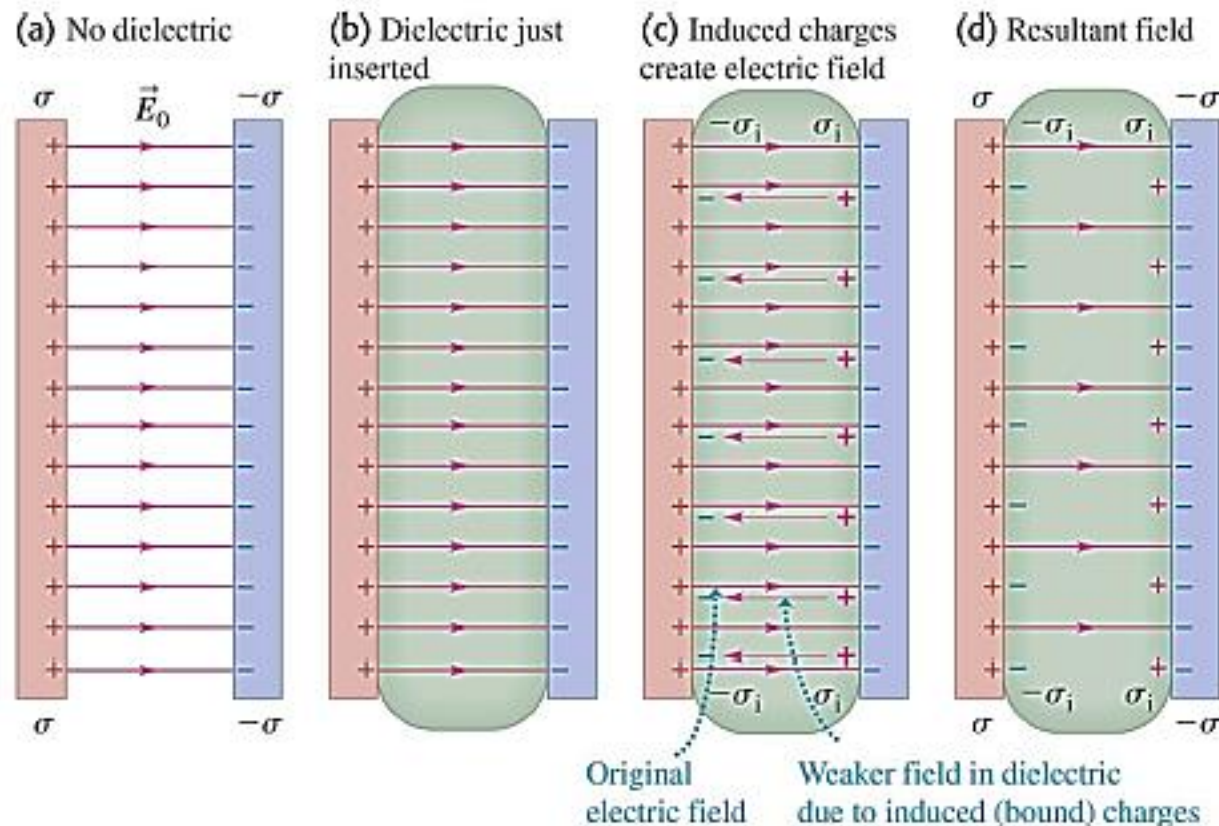 (a) No dielectric
(b) Dielectric just
inserted
(c) Induced charges
create electric field
(d) Resultant field
σ
E⃗₀
−σ
σ
−σ
−σᵢ σᵢ
−σᵢ σᵢ
σ
−σ
−σᵢ σᵢ
−σᵢ σᵢ
σ
−σ
Original
electric field
Weaker field in dielectric
due to induced (bound) charges